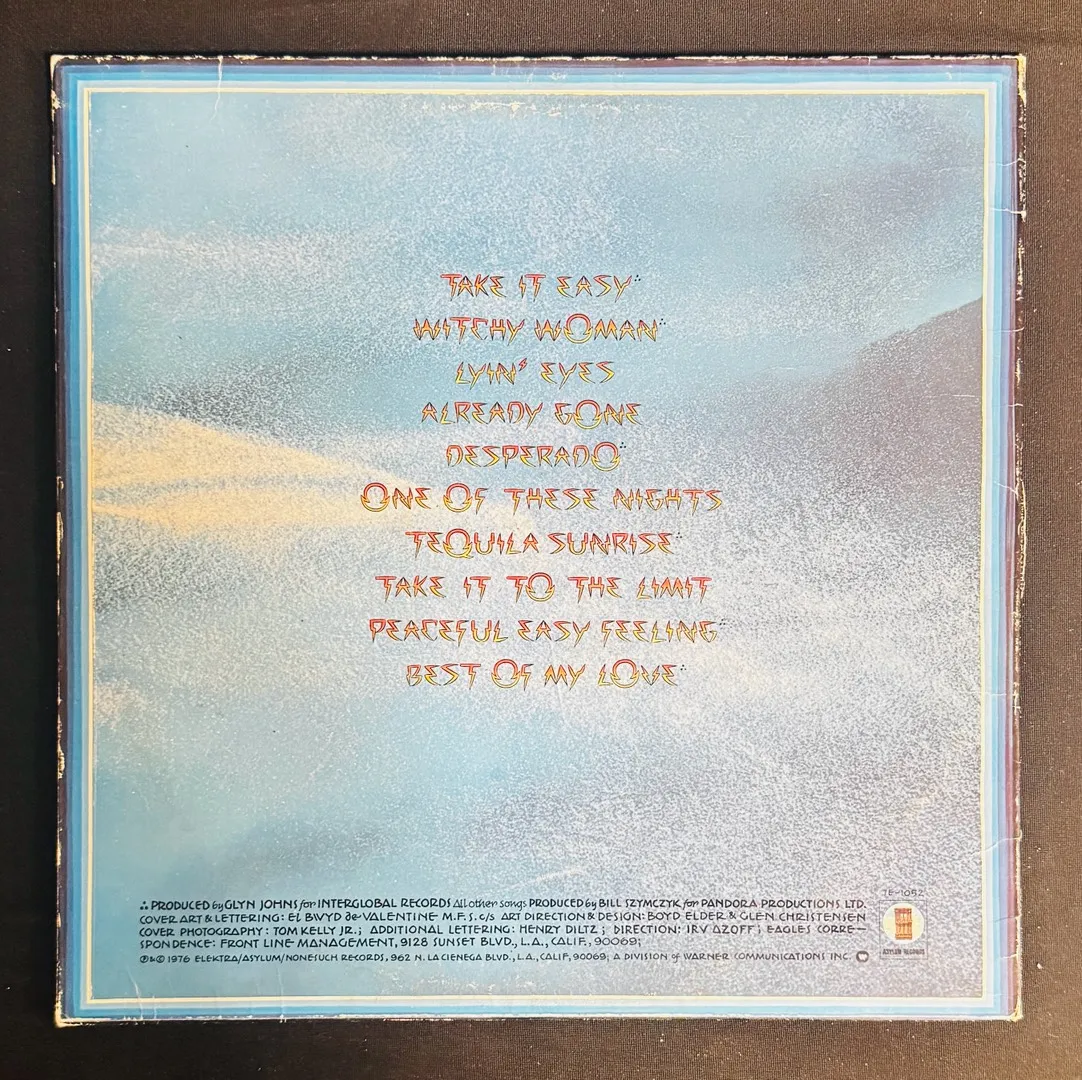 TAKE IT EASY∴
WITCHY WOMAN∴
LYIN' EYES
ALREADY GONE
DESPERADO∴
ONE OF THESE NIGHTS
TEQUILA SUNRISE∴
TAKE IT TO THE LIMIT
PEACEFUL EASY FEELING∴
BEST OF MY LOVE∴
7E-1052
∴ PRODUCED by GLYN JOHNS for INTERGLOBAL RECORDS All other songs PRODUCED by BILL SZYMCZYK for PANDORA PRODUCTIONS LTD.
COVER ART & LETTERING: El BWYD de VALENTINE M.F.S. c/s ART DIRECTION & DESIGN: BOYD ELDER & GLEN CHRISTENSEN
COVER PHOTOGRAPHY: TOM KELLY JR.; ADDITIONAL LETTERING: HENRY DILTZ; DIRECTION: IRV AZOFF; EAGLES CORRE-
SPONDENCE: FRONT LINE MANAGEMENT, 9128 SUNSET BLVD., L.A., CALIF., 90069;
℗&© 1976 ELEKTRA/ASYLUM/NONESUCH RECORDS, 962 N. LA CIENEGA BLVD., L.A., CALIF, 90069, A DIVISION OF WARNER COMMUNICATIONS INC.
ASYLUM RECORDS